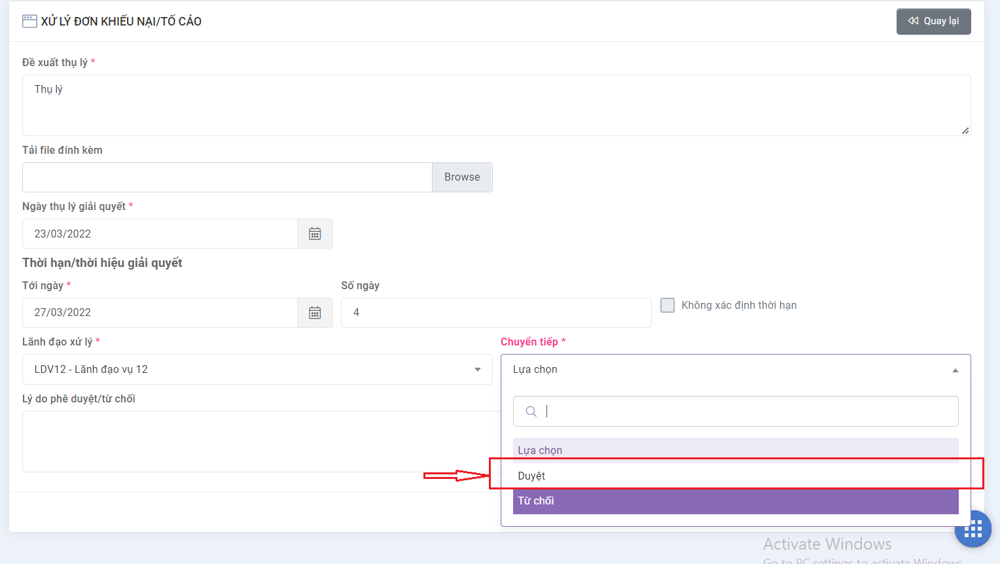 XỬ LÝ ĐƠN KHIẾU NẠI/TỐ CÁO
Quay lại
Đề xuất thụ lý *
Thụ lý
Tải file đính kèm
Browse
Ngày thụ lý giải quyết *
23/03/2022
Thời hạn/thời hiệu giải quyết
Tới ngày *
Số ngày
27/03/2022
4
Không xác định thời hạn
Lãnh đạo xử lý *
Chuyển tiếp *
LDV12 - Lãnh đạo vụ 12
Lựa chọn
Lý do phê duyệt/từ chối
Lựa chọn
Duyệt
Từ chối
Activate Windows
Go to PC settings to activate Windows.